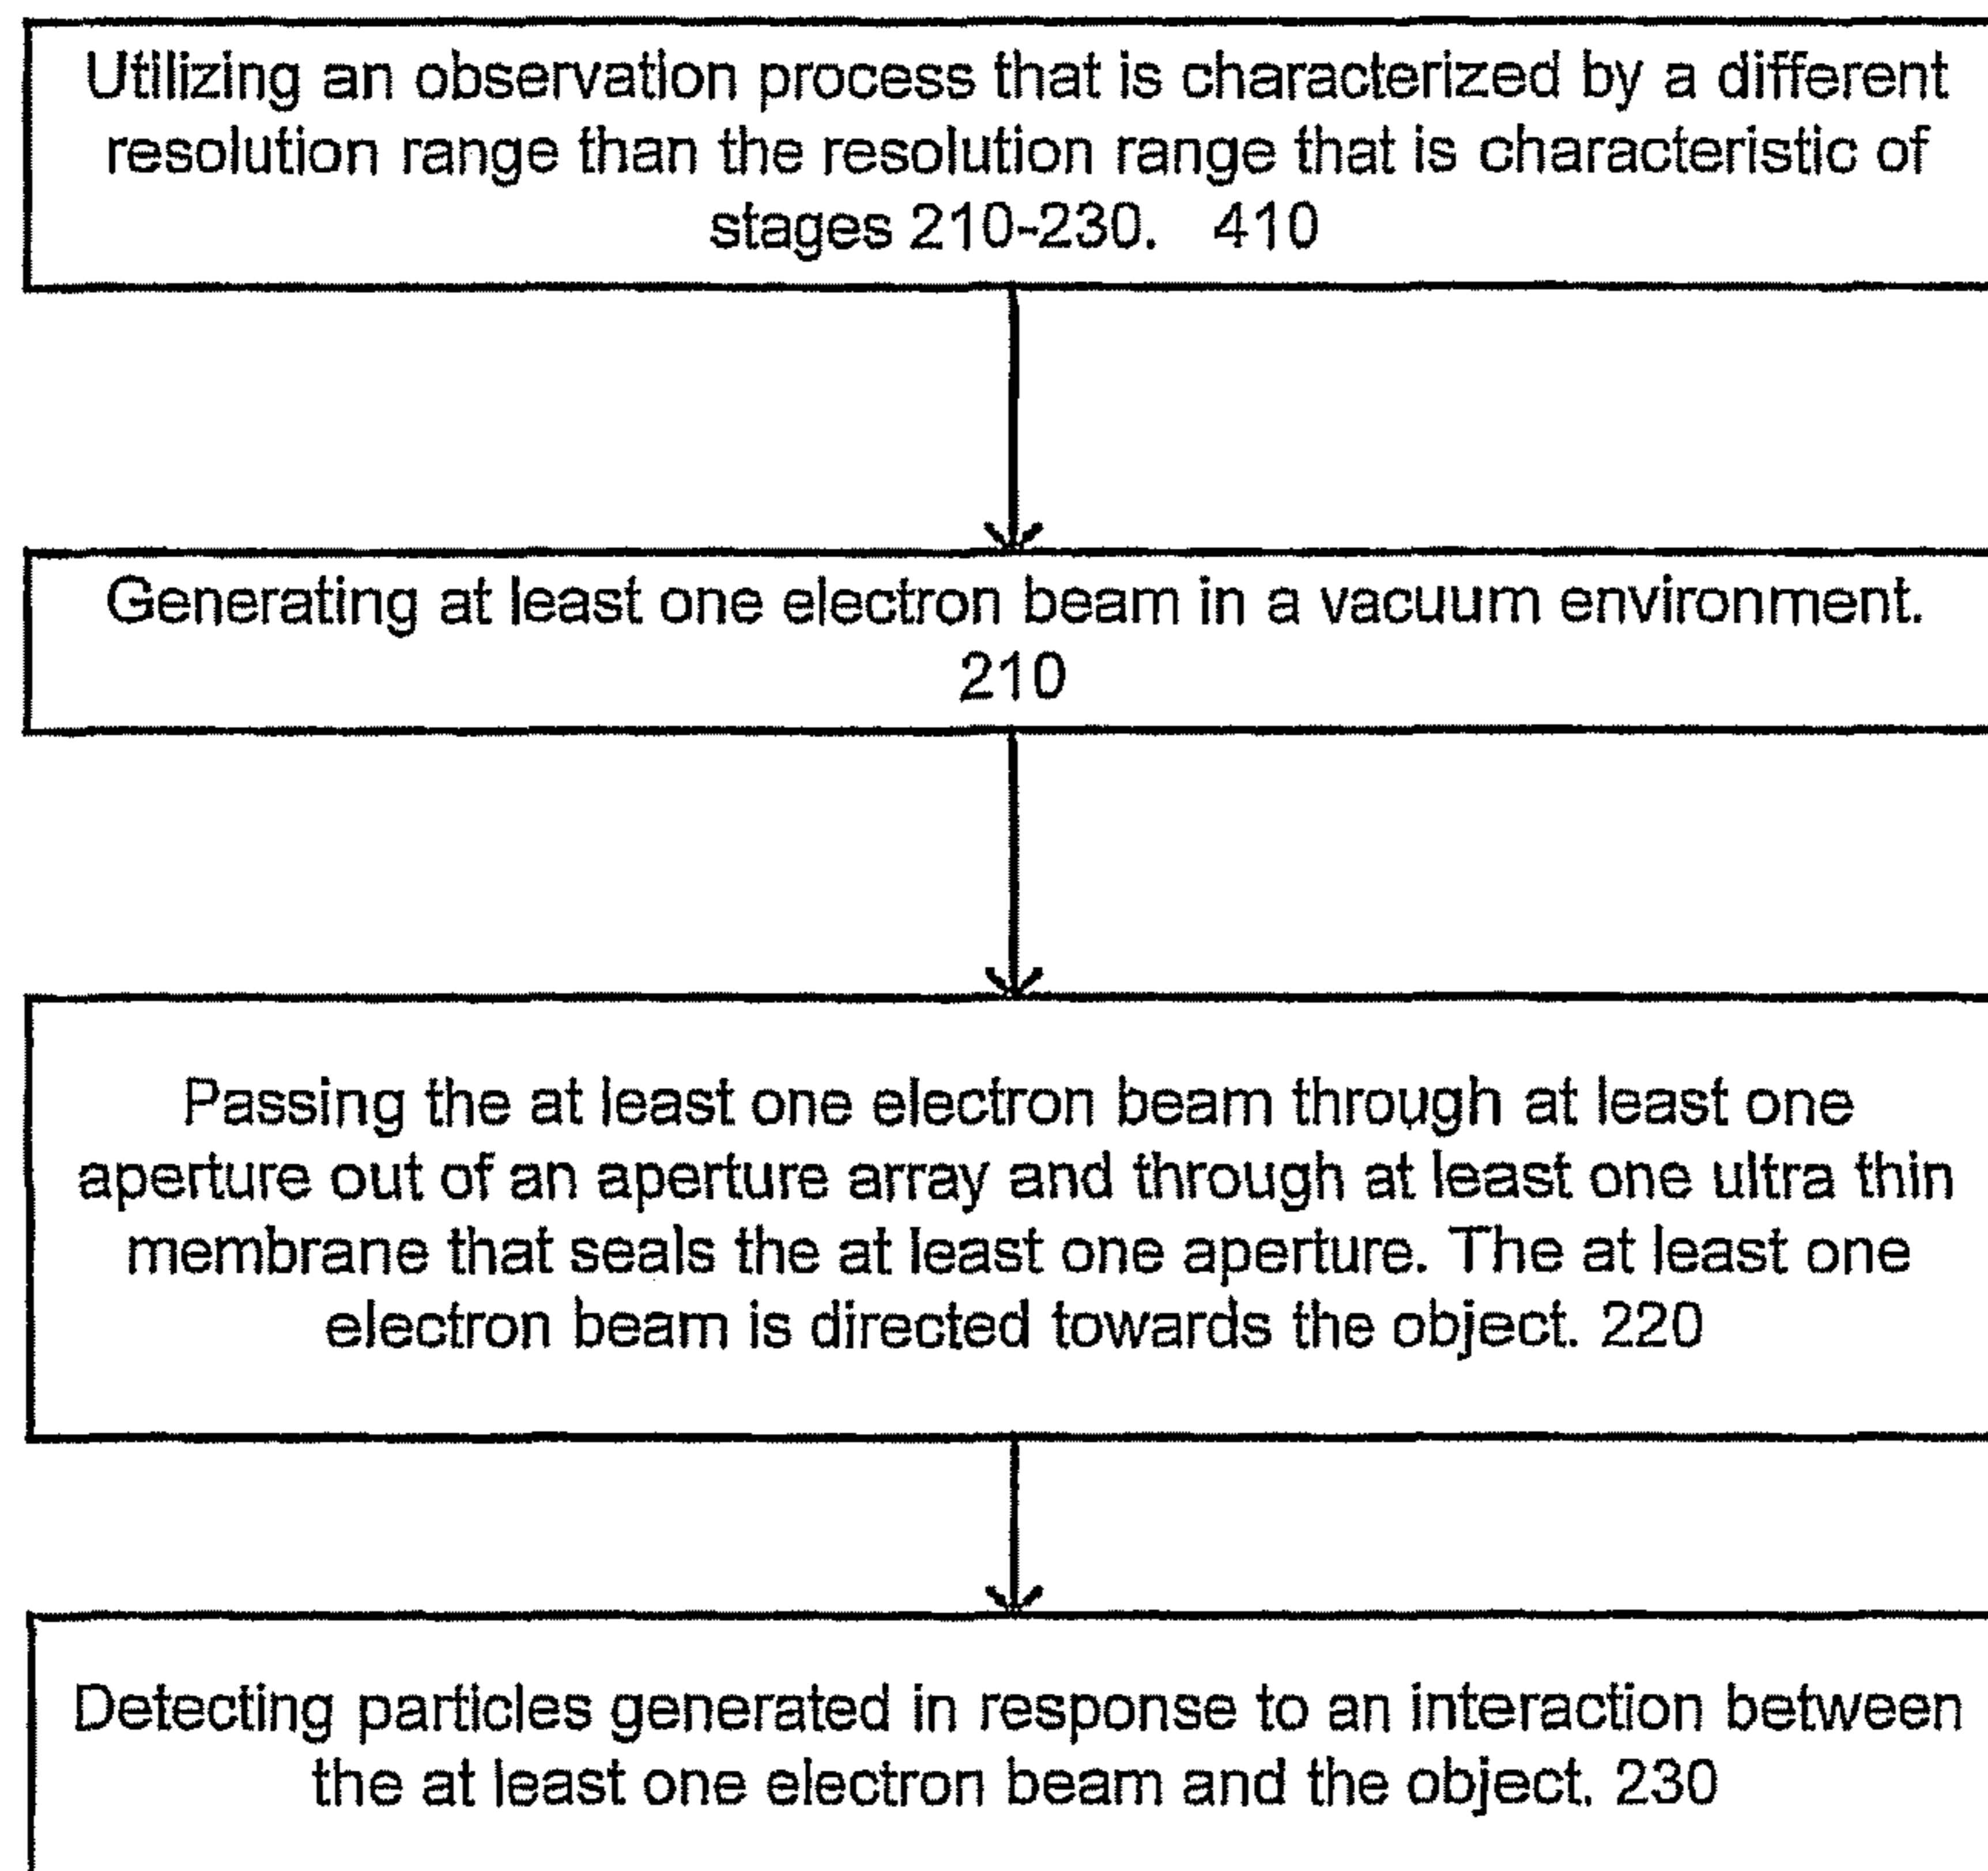 Utilizing an observation process that is characterized by a different
resolution range than the resolution range that is characteristic of
stages 210-230. 410
Generating at least one electron beam in a vacuum environment.
210
Passing the at least one electron beam through at least one
aperture out of an aperture array and through at least one ultra thin
membrane that seals the at least one aperture. The at least one
electron beam is directed towards the object. 220
Detecting particles generated in response to an interaction between
the at least one electron beam and the object. 230